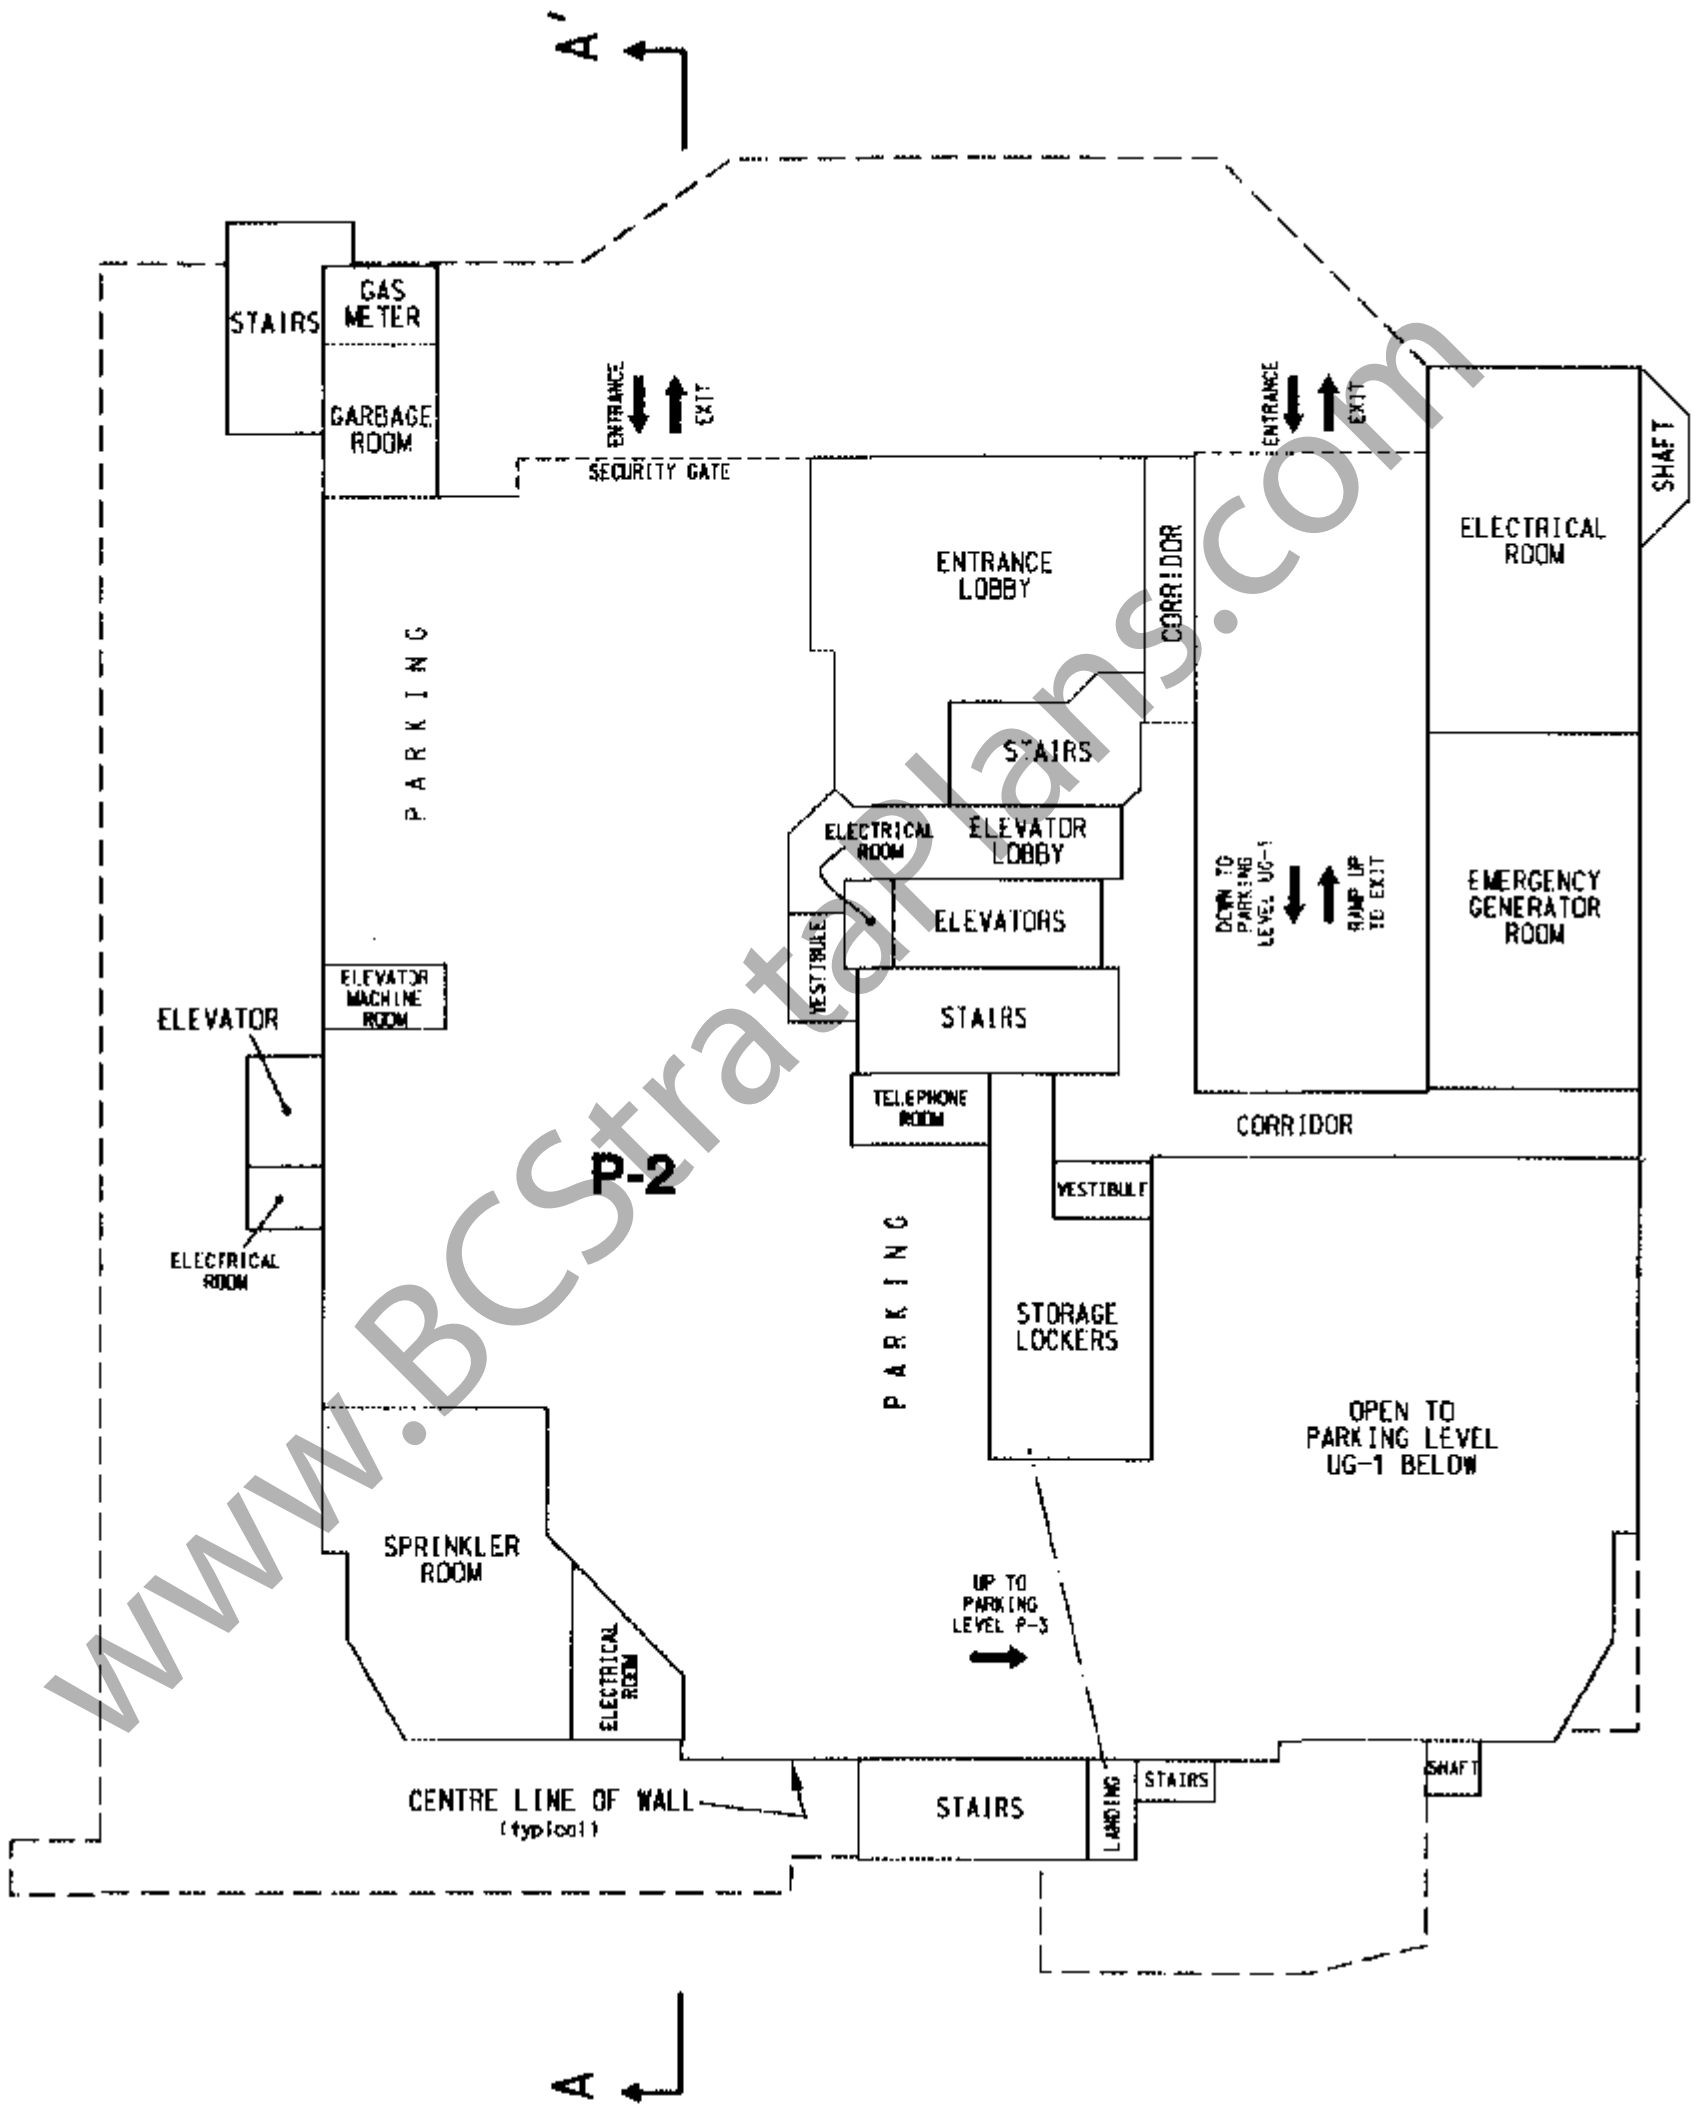 A'
GAS
METER
STAIRS
GARBAGE
ROOM
ENTRANCE
EXIT
SECURITY GATE
ENTRANCE
EXIT
SHAFT
ELECTRICAL
ROOM
ENTRANCE
LOBBY
CORRIDOR
PARKING
STAIRS
ELECTRICAL
ROOM
ELEVATOR
LOBBY
DOWN TO
PARKING
LEVEL UG-1
RAMP UP
TO EXIT
EMERGENCY
GENERATOR
ROOM
ELEVATORS
VESTIBULE
ELEVATOR
MACHINE
ROOM
ELEVATOR
STAIRS
TELEPHONE
ROOM
CORRIDOR
P-2
VESTIBULE
ELECTRICAL
ROOM
PARKING
STORAGE
LOCKERS
OPEN TO
PARKING LEVEL
UG-1 BELOW
SPRINKLER
ROOM
UP TO
PARKING
LEVEL P-3
ELECTRICAL
ROOM
CENTRE LINE OF WALL
(typical)
STAIRS
LANDING
STAIRS
SHAFT
A
www.BCStrataPlans.com